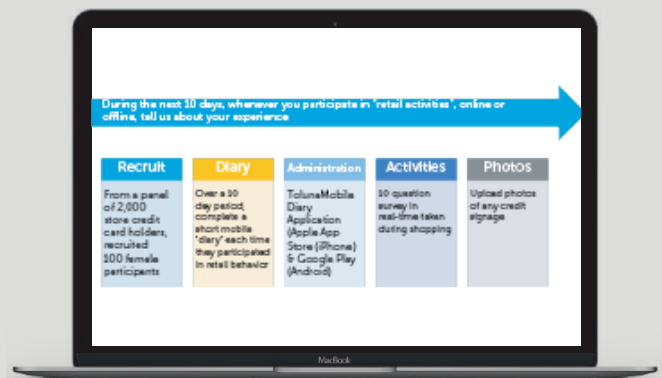 During the next 10 days, whenever you participate in 'retail activities', online or
offline, tell us about your experience
Recruit
From a panel
of 2,000
store credit
card holders,
recruited
100 female
participants
Diary
Over a 10
day period;
complete a
short mobile
"diary" each time
they participated
in retail behavior
Administration
TolunaMobile
Diary
Application
(Apple App
Store (iPhone)
& Google Play
(Android)
Activities
10 question
survey in
real-time taken
during shopping
Photos
Upload photos
of any credit
signage
MacBook